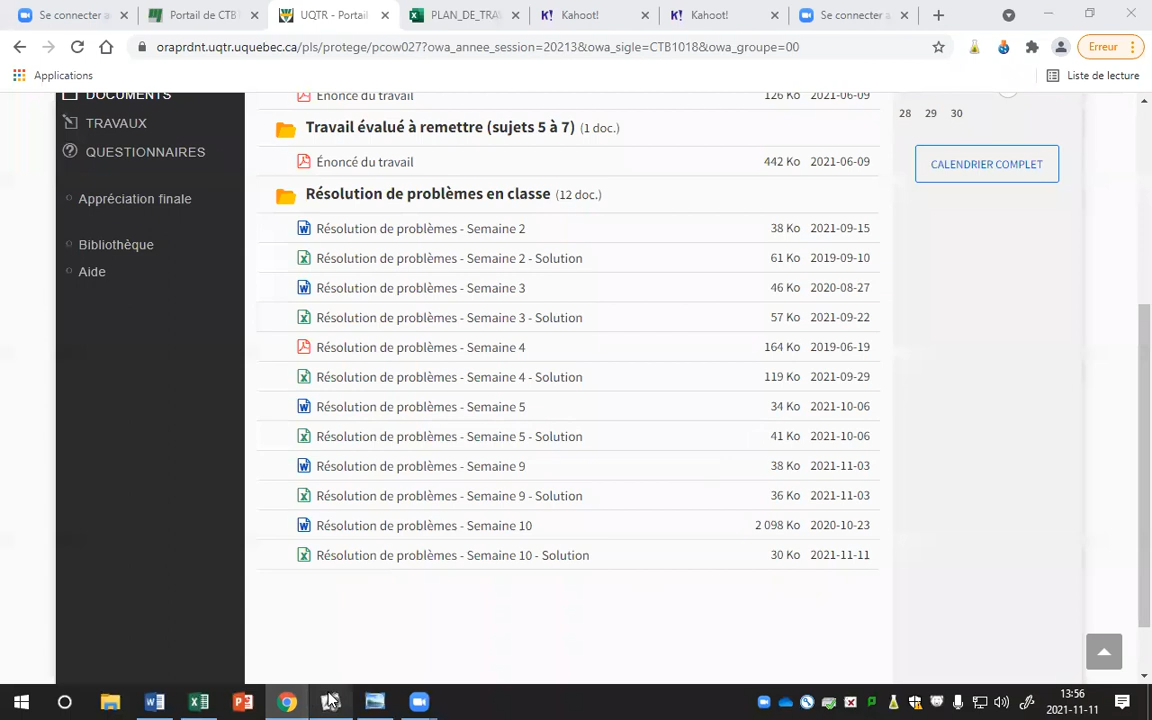 Se connecter a
Portail de CTB1
UQTR - Portail
PLAN_DE_TRA
Kahoot!
Kahoot!
Se connecter a
oraprdnt.uqtr.uquebec.ca/pls/protege/pcow027?owa_annee_session=20213&owa_sigle=CTB1018&owa_groupe=00
Erreur
Applications
Liste de lecture
DOCUMENTS
TRAVAUX
QUESTIONNAIRES
Appréciation finale
Bibliothèque
Aide
Énoncé du travail 126 Ko 2021-06-09
Travail évalué à remettre (sujets 5 à 7) (1 doc.)
Énoncé du travail 442 Ko 2021-06-09
Résolution de problèmes en classe (12 doc.)
Résolution de problèmes - Semaine 2 38 Ko 2021-09-15
Résolution de problèmes - Semaine 2 - Solution 61 Ko 2019-09-10
Résolution de problèmes - Semaine 3 46 Ko 2020-08-27
Résolution de problèmes - Semaine 3 - Solution 57 Ko 2021-09-22
Résolution de problèmes - Semaine 4 164 Ko 2019-06-19
Résolution de problèmes - Semaine 4 - Solution 119 Ko 2021-09-29
Résolution de problèmes - Semaine 5 34 Ko 2021-10-06
Résolution de problèmes - Semaine 5 - Solution 41 Ko 2021-10-06
Résolution de problèmes - Semaine 9 38 Ko 2021-11-03
Résolution de problèmes - Semaine 9 - Solution 36 Ko 2021-11-03
Résolution de problèmes - Semaine 10 2 098 Ko 2020-10-23
Résolution de problèmes - Semaine 10 - Solution 30 Ko 2021-11-11
28 29 30
CALENDRIER COMPLET
13:56
2021-11-11